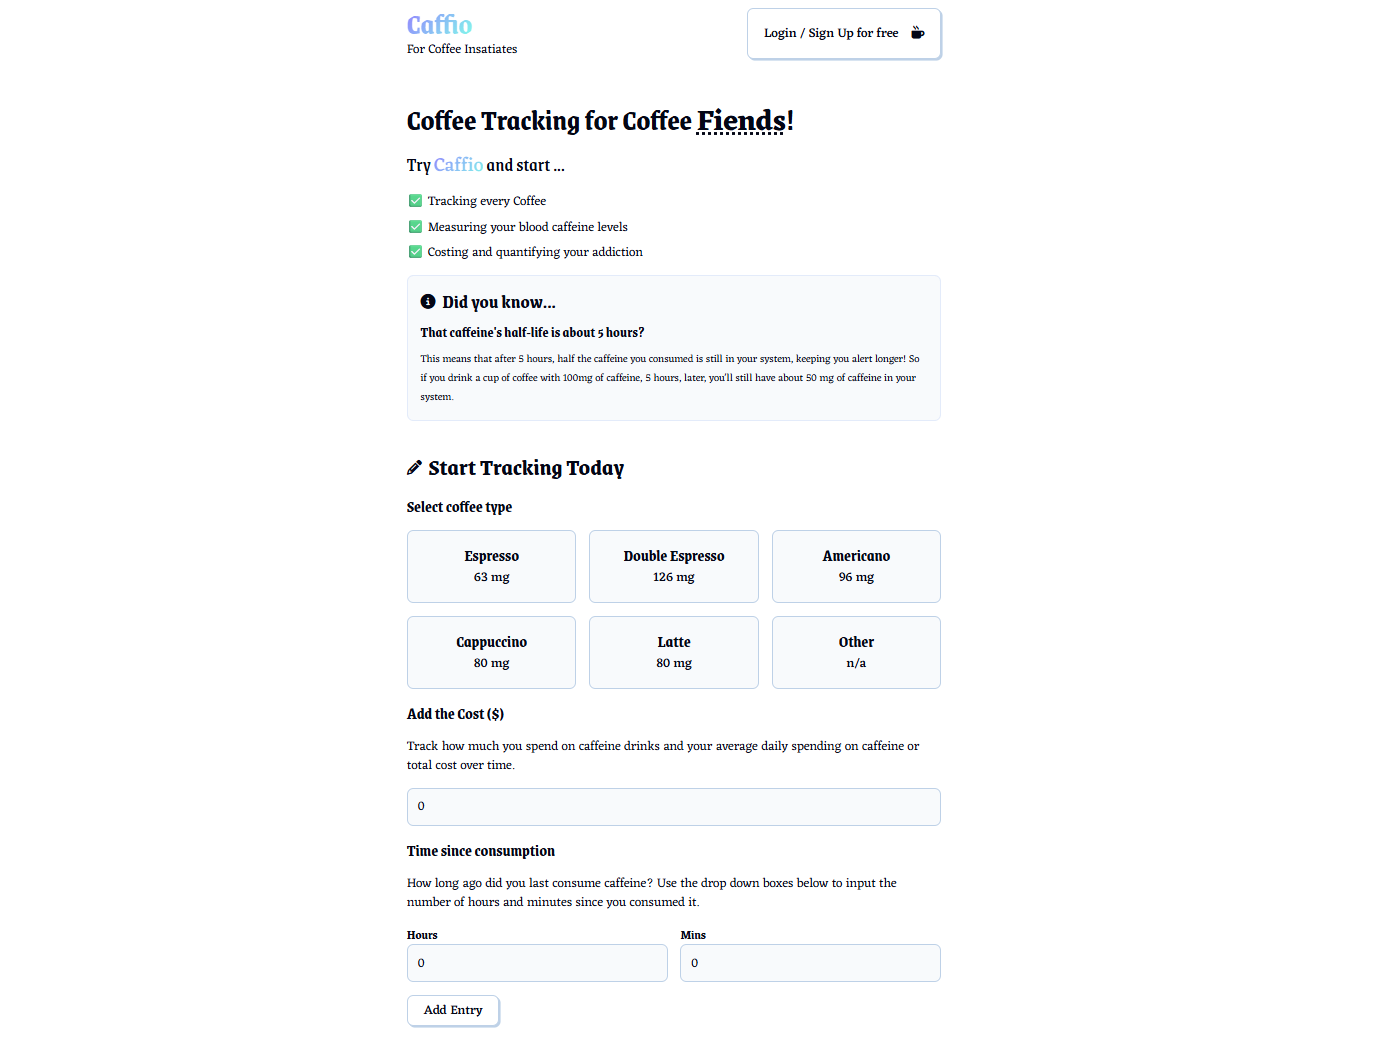 Caffio
For Coffee Insatiates
Login / Sign Up for free
Coffee Tracking for Coffee Fiends!
Try Caffio and start ...
Tracking every Coffee
Measuring your blood caffeine levels
Costing and quantifying your addiction
Did you know...
That caffeine's half-life is about 5 hours?
This means that after 5 hours, half the caffeine you consumed is still in your system, keeping you alert longer! So
if you drink a cup of coffee with 100mg of caffeine, 5 hours, later, you'll still have about 50 mg of caffeine in your
system.
Start Tracking Today
Select coffee type
Espresso
63 mg
Double Espresso
126 mg
Americano
96 mg
Cappuccino
80 mg
Latte
80 mg
Other
n/a
Add the Cost ($)
Track how much you spend on caffeine drinks and your average daily spending on caffeine or
total cost over time.
0
Time since consumption
How long ago did you last consume caffeine? Use the drop down boxes below to input the
number of hours and minutes since you consumed it.
Hours
0
Mins
0
Add Entry